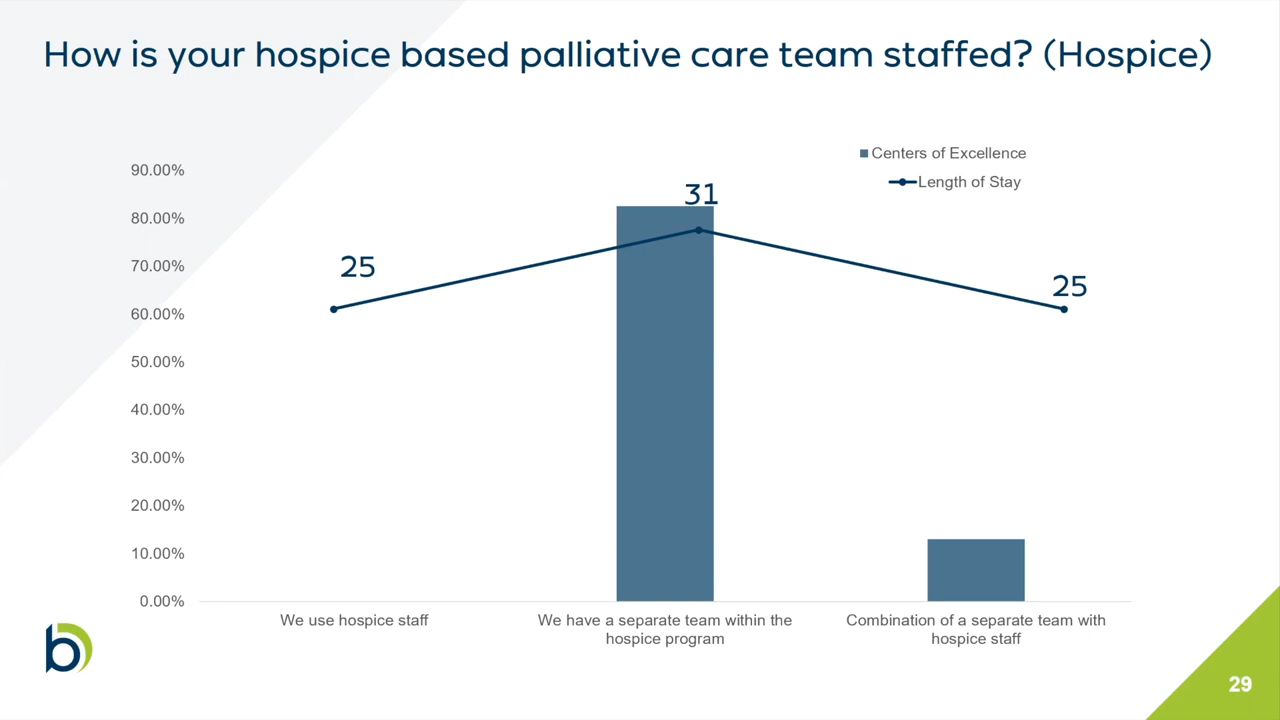 How is your hospice based palliative care team staffed? (Hospice)
Centers of Excellence
Length of Stay
90.00%
80.00%
70.00%
60.00%
50.00%
40.00%
30.00%
20.00%
10.00%
0.00%
25
31
25
We use hospice staff
We have a separate team within the
hospice program
Combination of a separate team with
hospice staff
b
29